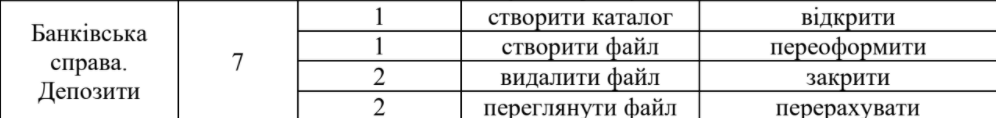 Банківська справа. Депозити 7 1 створити каталог відкрити
1 створити файл переоформити
2 видалити файл закрити
2 переглянути файл перерахувати